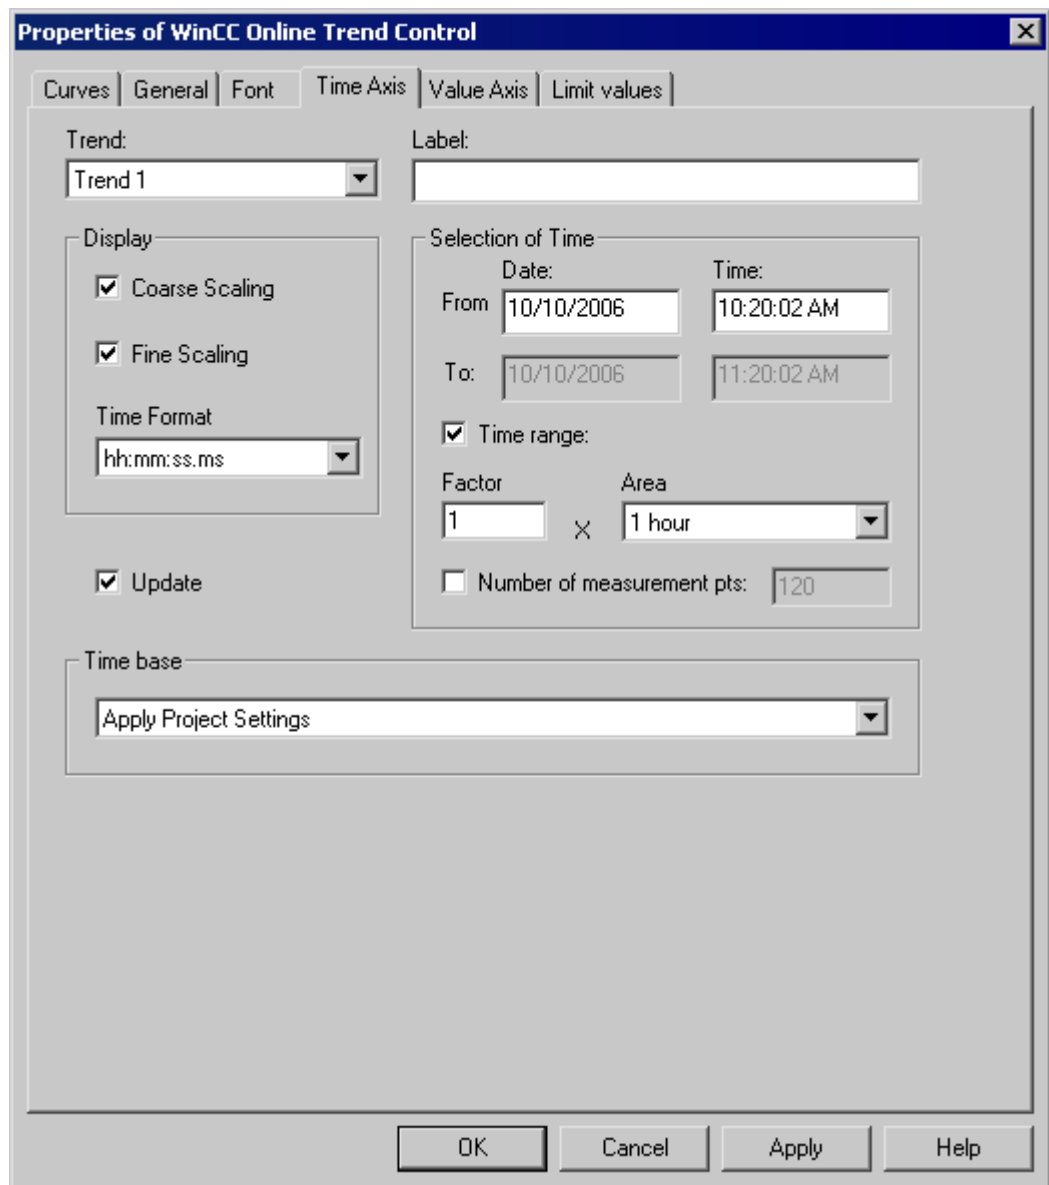 Properties of WinCC Online Trend Control
Curves General Font Time Axis Value Axis Limit values
Trend: Label:
Trend 1
Display Selection of Time
Date: Time:
Coarse Scaling From 10/10/2006 10:20:02 AM
Fine Scaling To: 10/10/2006 11:20:02 AM
Time Format Time range:
hh:mm:ss.ms
Factor Area
1 X 1 hour
Update Number of measurement pts: 120
Time base
Apply Project Settings
OK Cancel Apply Help